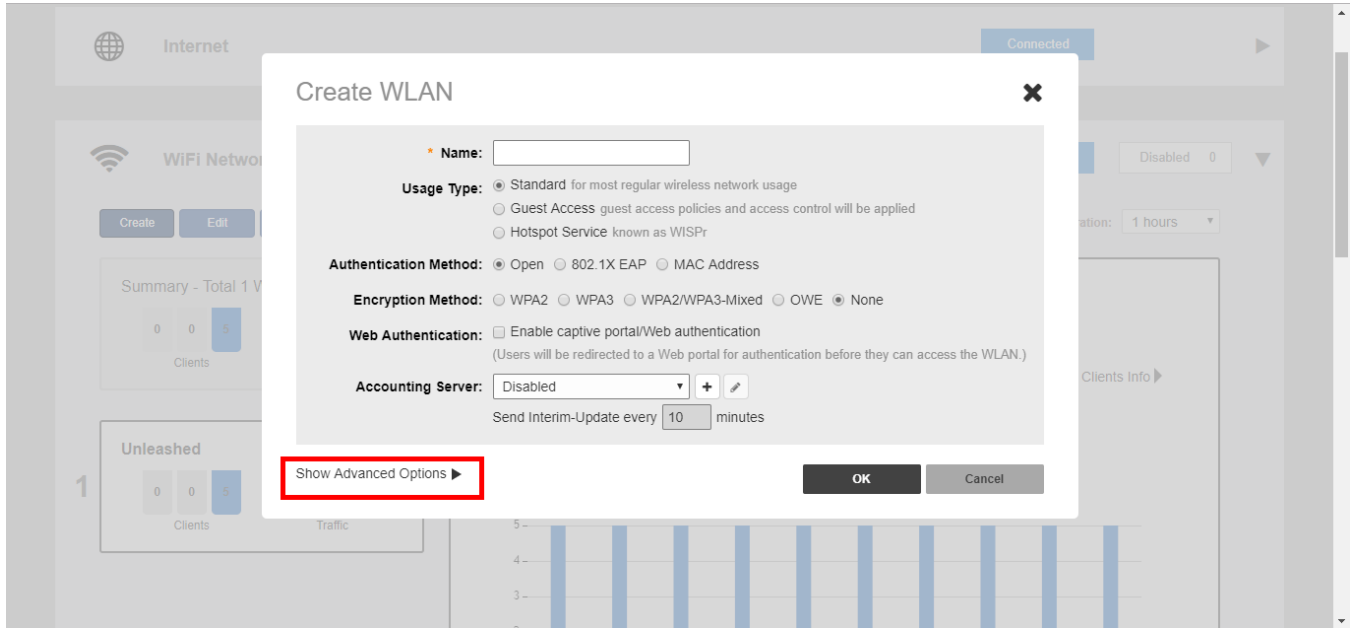 Internet
Connected
Create WLAN
* Name:
WiFi Networ
Disabled 0
Usage Type: Standard for most regular wireless network usage
Guest Access guest access policies and access control will be applied
Hotspot Service known as WISPr
Create Edit
ration: 1 hours
Authentication Method: Open 802.1X EAP MAC Address
Summary - Total 1 W
Encryption Method: WPA2 WPA3 WPA2/WPA3-Mixed OWE None
0 0 5
Clients
Web Authentication: Enable captive portal/Web authentication
(Users will be redirected to a Web portal for authentication before they can access the WLAN.)
Accounting Server: Disabled
Clients Info
Send Interim-Update every 10 minutes
Unleashed
Show Advanced Options
OK Cancel
1
0 0 5
Clients Traffic
5
4
3